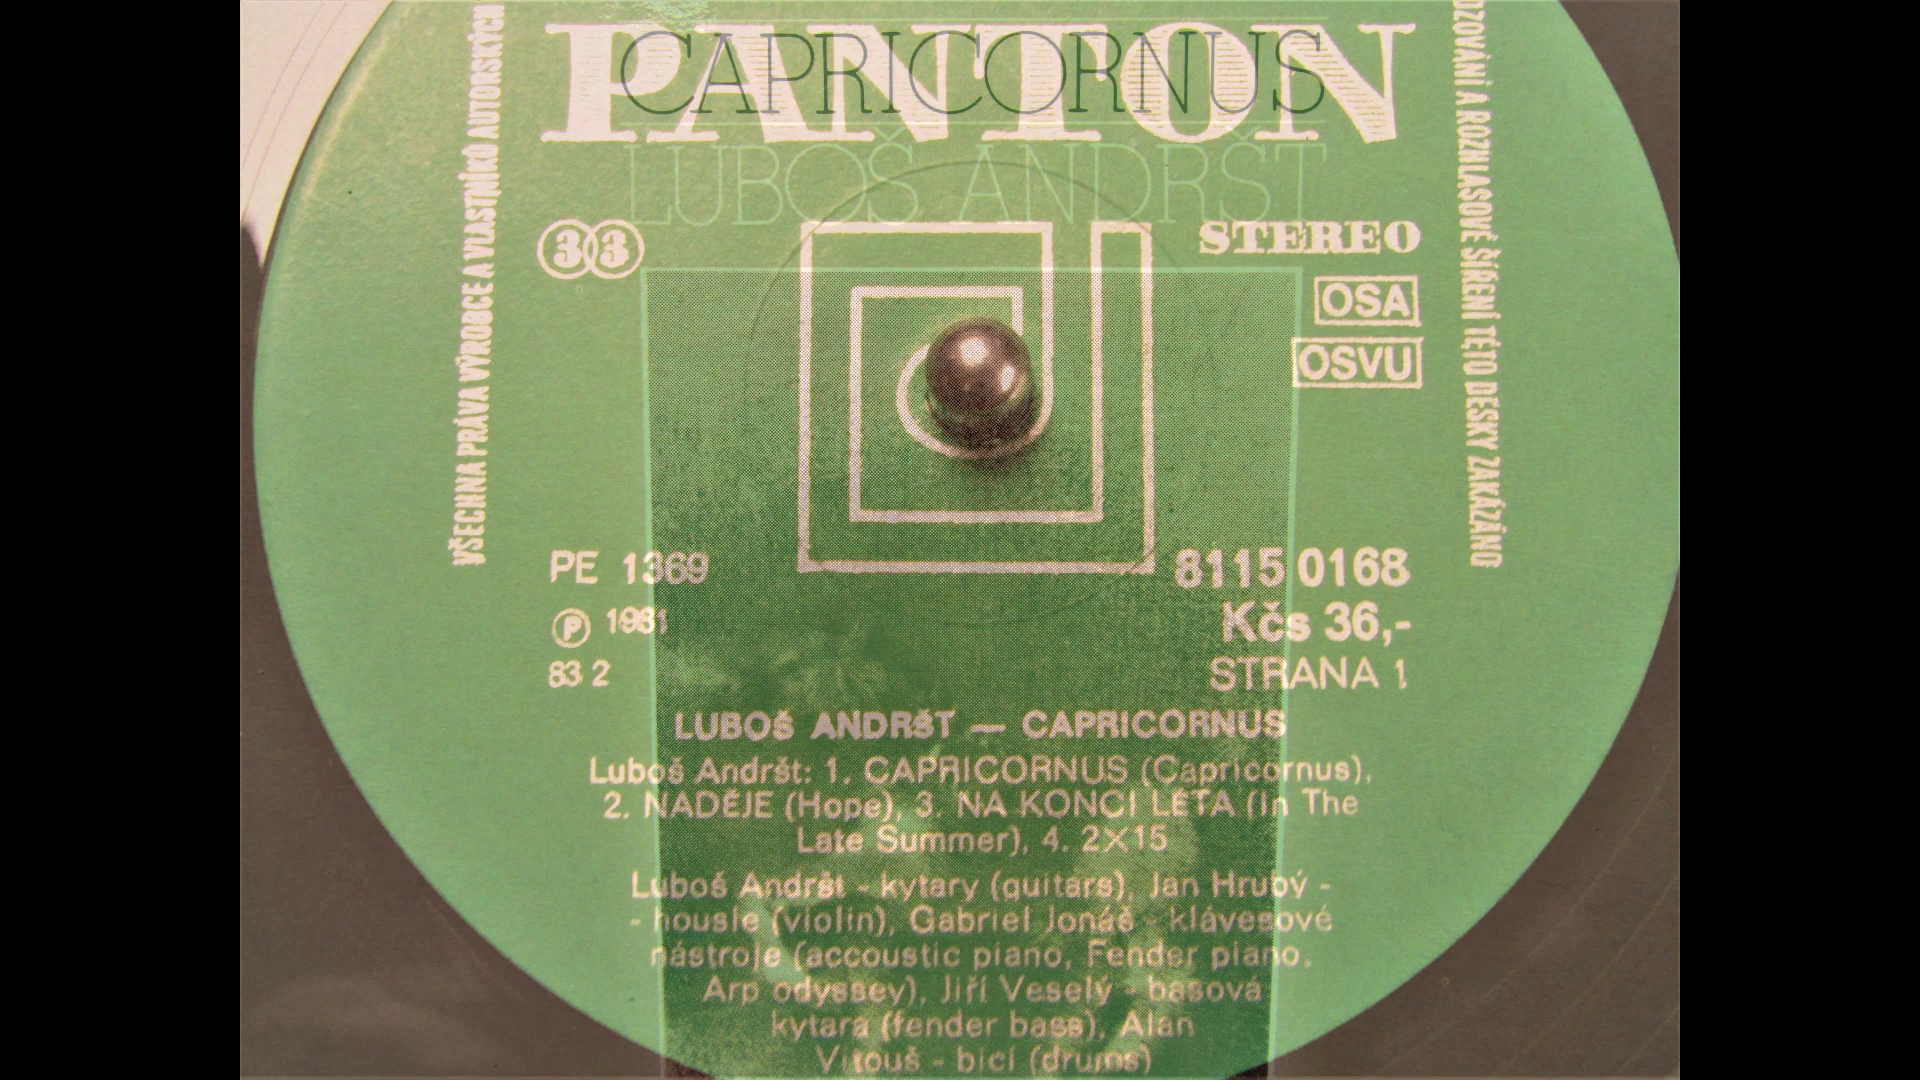 PANTON
CAPRICORNUS
LUBOŠ ANDRŠT
VŠECHNA PRÁVA VÝROBCE A VLASTNÍKŮ AUTORSKÝCH
OZOVÁNÍ A ROZHLASOVÉ ŠÍŘENÍ TÉTO DESKY ZAKÁZÁNO
33
STEREO
OSA
OSVU
PE 1369
8115 0168
Ⓟ 1981
Kčs 36,-
83 2
STRANA 1
LUBOŠ ANDRŠT — CAPRICORNUS
Luboš Andršt: 1. CAPRICORNUS (Capricornus),
2. NADĚJE (Hope), 3. NA KONCI LÉTA (In The
Late Summer), 4. 2×15
Luboš Andršt - kytary (guitars), Jan Hrubý -
- housle (violin), Gabriel Jonáš - klávesové
nástroje (accoustic piano, Fender piano,
Arp odyssey), Jiří Veselý - basová
kytara (fender bass), Alan
Vitouš - bicí (drums)